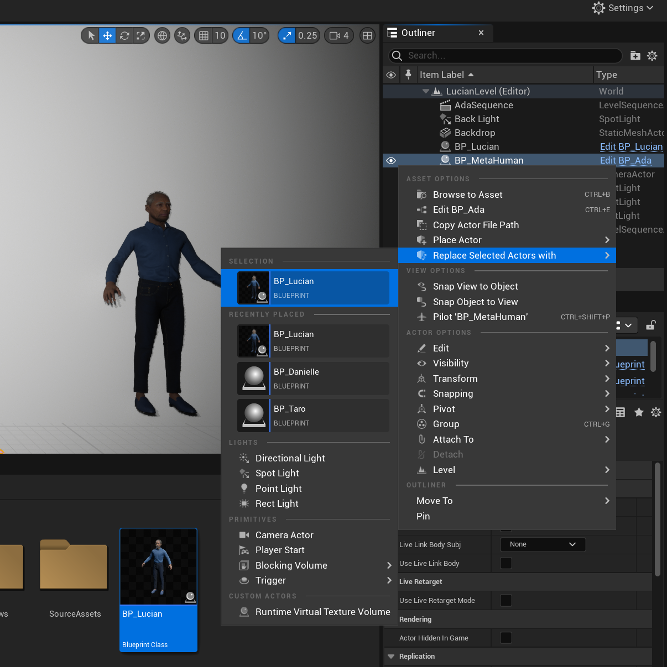 Settings
10
10°
0.25
4
Outliner
Search...
Item Label
Type
LucianLevel (Editor)
World
AdaSequence
LevelSequence
Back Light
SpotLight
Backdrop
StaticMeshActo
BP_Lucian
Edit BP_Lucian
BP_MetaHuman
Edit BP_Ada
ASSET OPTIONS
eraActor
Browse to Asset
CTRL+B
tLight
Edit BP_Ada
CTRL+E
tLight
Copy Actor File Path
tLight
Place Actor
elSequence
Replace Selected Actors with
VIEW OPTIONS
Snap View to Object
Snap Object to View
Pilot 'BP_MetaHuman'
CTRL+SHIFT+P
ACTOR OPTIONS
Edit
Visibility
ueprint
Transform
ueprint
Snapping
Pivot
Group
CTRL+G
Attach To
Detach
Level
OUTLINER
Move To
Pin
SELECTION
BP_Lucian
BLUEPRINT
RECENTLY PLACED
BP_Lucian
BLUEPRINT
BP_Danielle
BLUEPRINT
BP_Taro
BLUEPRINT
LIGHTS
Directional Light
Spot Light
Point Light
Rect Light
PRIMITIVES
Camera Actor
Player Start
Blocking Volume
Trigger
CUSTOM ACTORS
Runtime Virtual Texture Volume
Live Link Body Subj
None
Use Live Link Body
Live Retarget
Use Live Retarget Mode
Rendering
Actor Hidden In Game
Replication
ws
SourceAssets
BP_Lucian
Blueprint Class